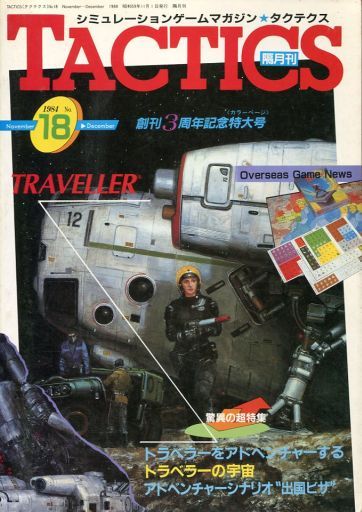 TACTICS(タクテクス)No.18 November-December 1984 昭和59年11月1日発行 隔月刊
シミュレーションゲームマガジン★タクテクス
TACTICS
隔月刊
1984 No.
November 18 ▶December
〈カラーページ〉
創刊3周年記念特大号
TRAVELLER®
Overseas Game News
12
驚異の超特集
トラベラーをアドベンチャーする
トラベラーの宇宙
アドベンチャーシナリオ"出国ビザ"